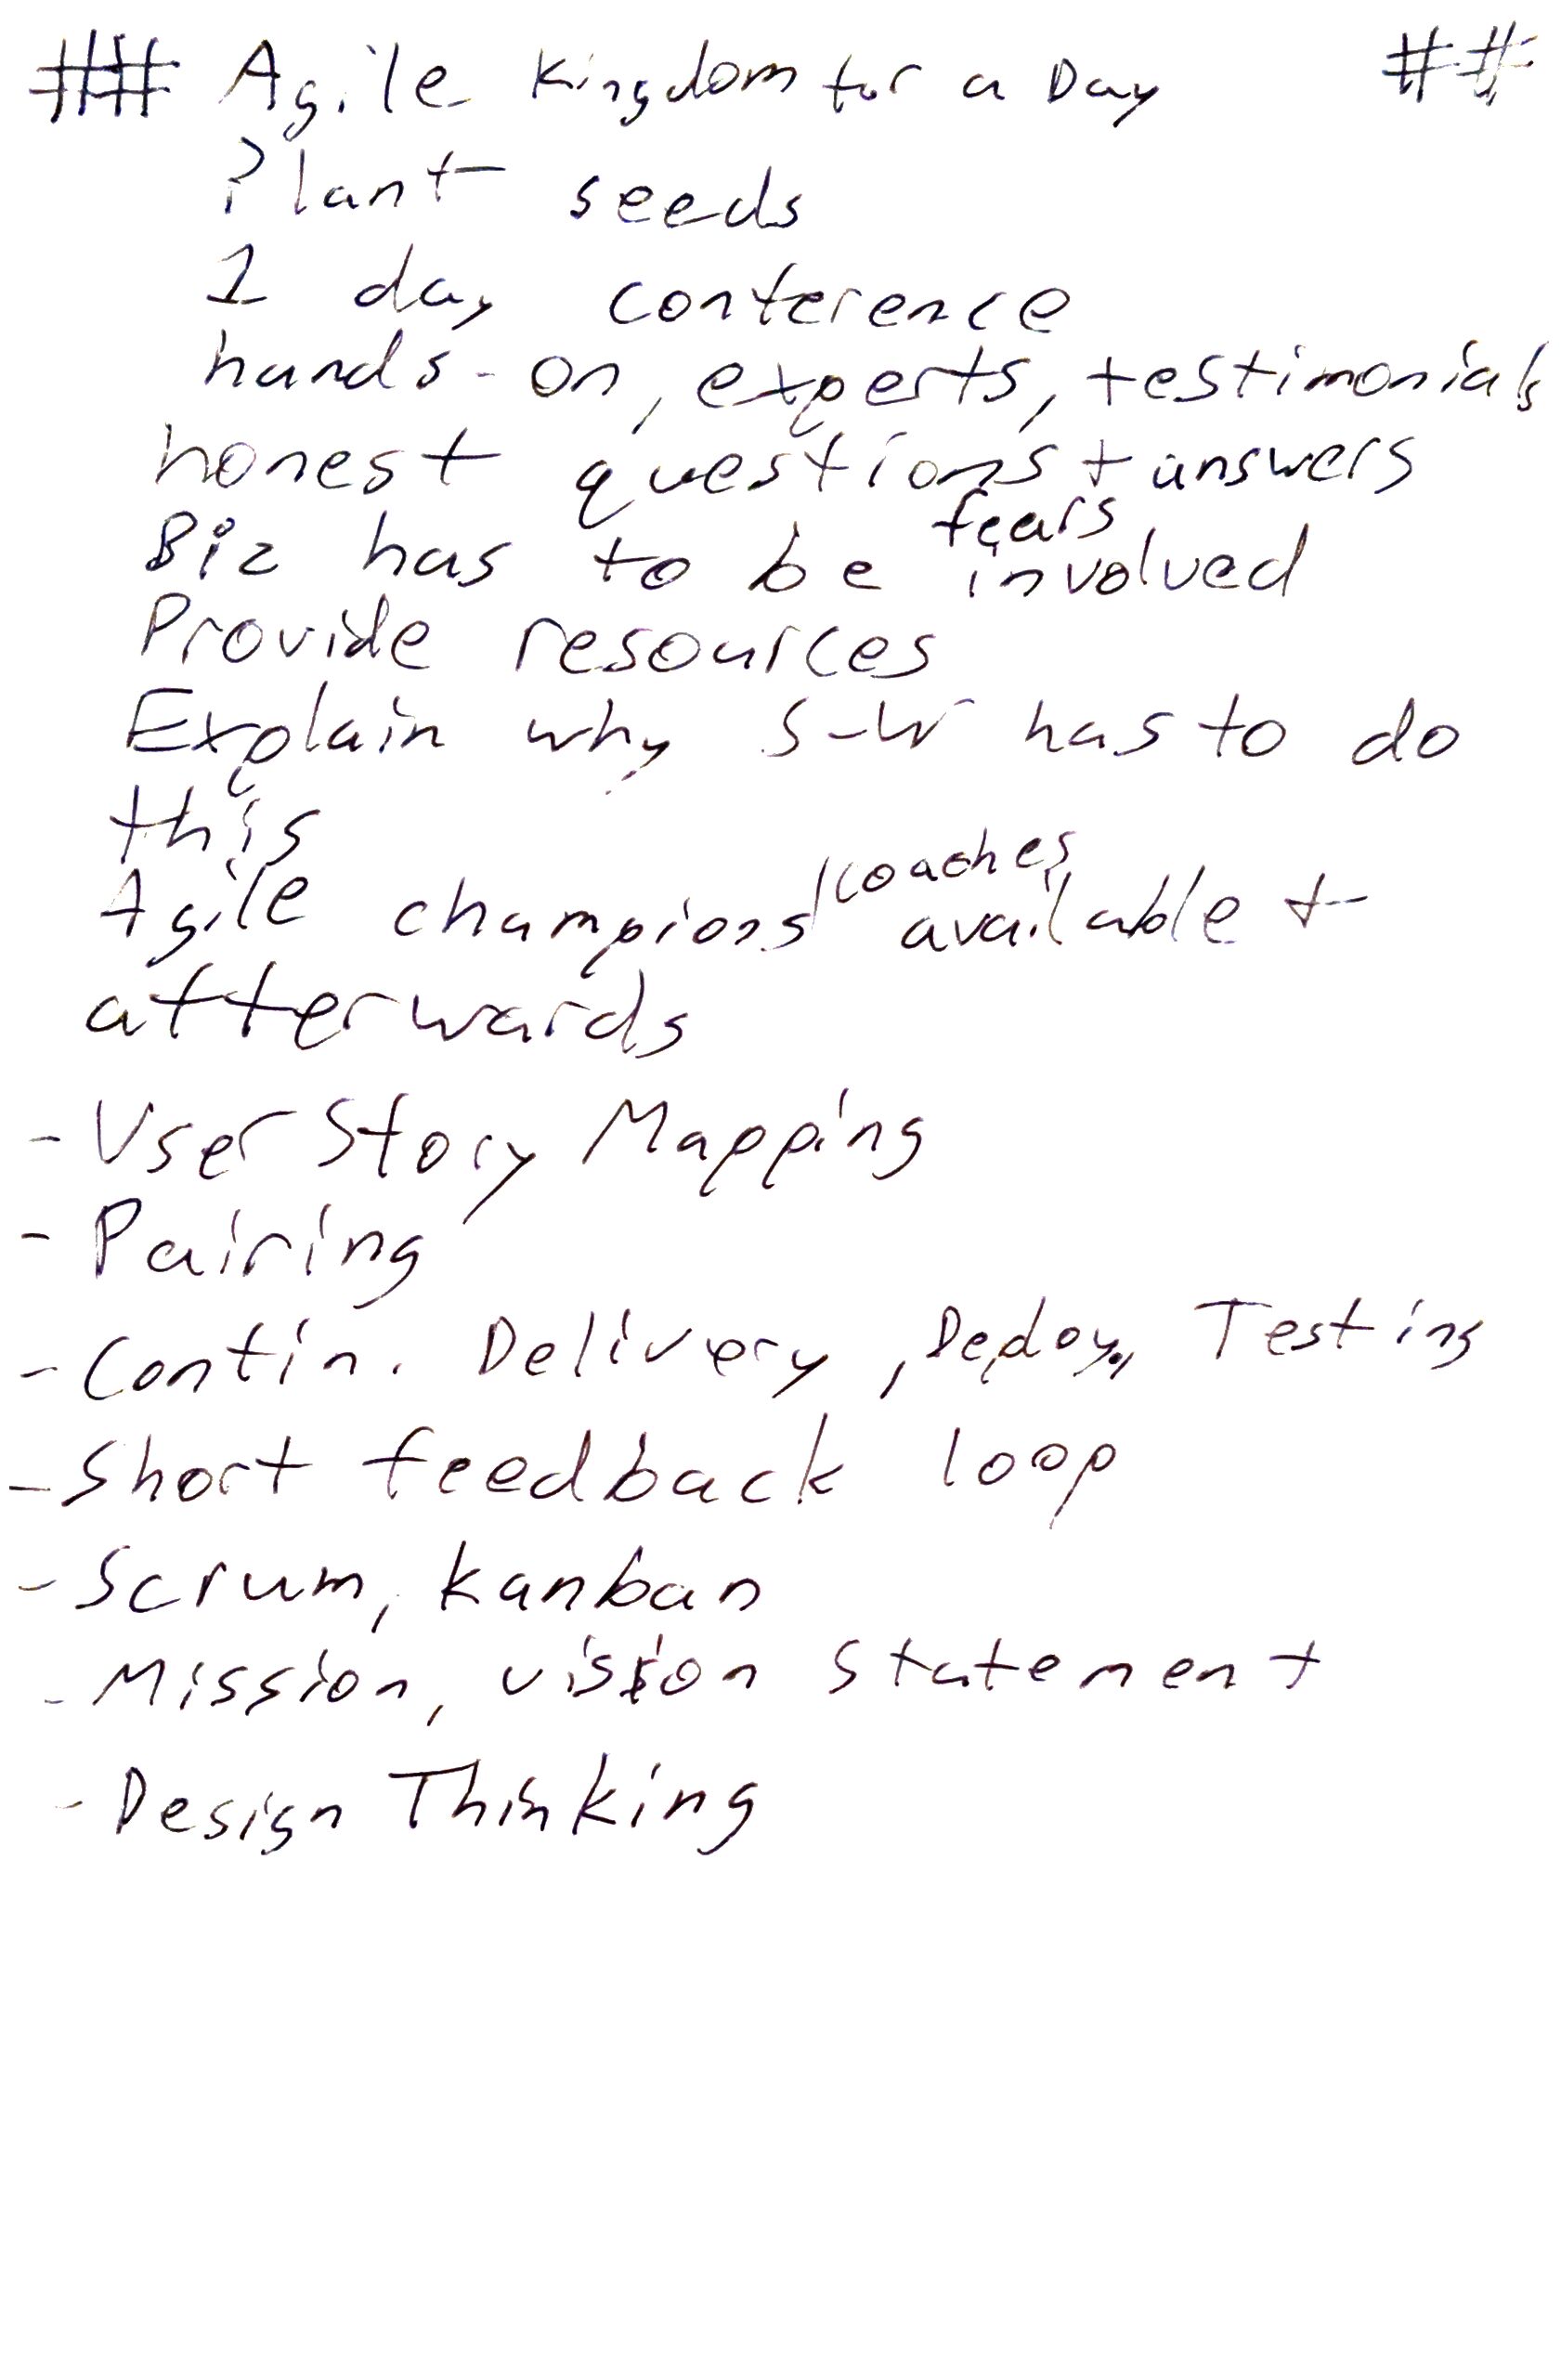 ## Agile Kingdom for a Day ##
Plant seeds
1 day conference
hands-on, experts, testimonials
honest questions + answers
fears
Biz has to be involved
Provide resources
Explain why S-W has to do
this
Agile champions/coaches available +
afterwards
- User Story Mapping
- Pairing
- Contin. Delivery, Deploy, Testing
- Short feedback loop
- Scrum, Kanban
- Mission, vision statement
- Design Thinking